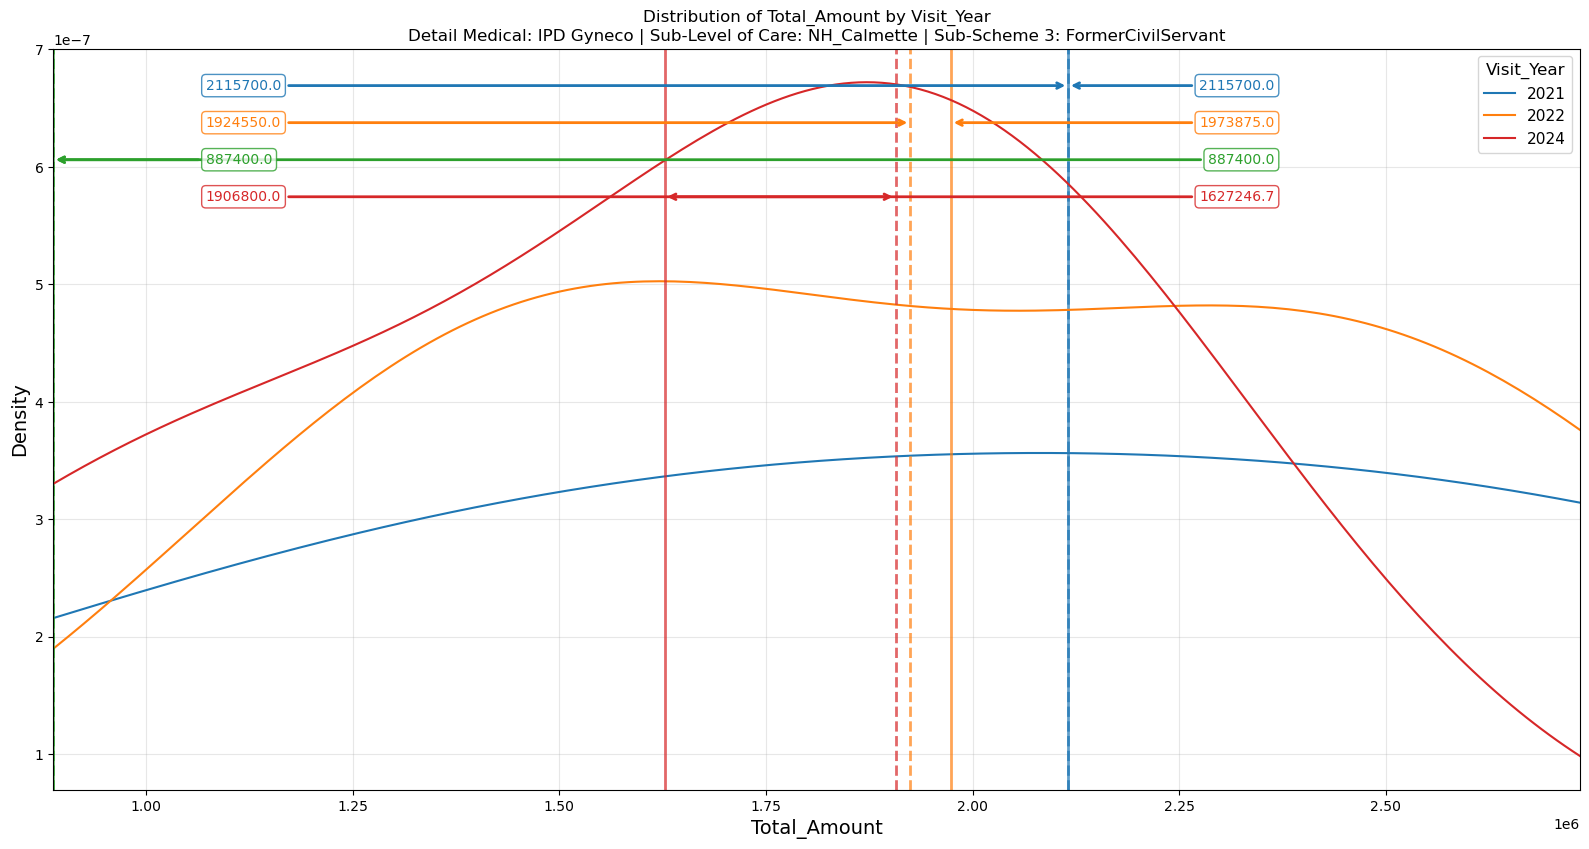 Distribution of Total_Amount by Visit_Year
Detail Medical: IPD Gyneco | Sub-Level of Care: NH_Calmette | Sub-Scheme 3: FormerCivilServant
1e−7
7
6
5
4
3
2
1
Density
2115700.0
2115700.0
1924550.0
1973875.0
887400.0
887400.0
1906800.0
1627246.7
Visit_Year
2021
2022
2024
1.00 1.25 1.50 1.75 2.00 2.25 2.50
1e6
Total_Amount